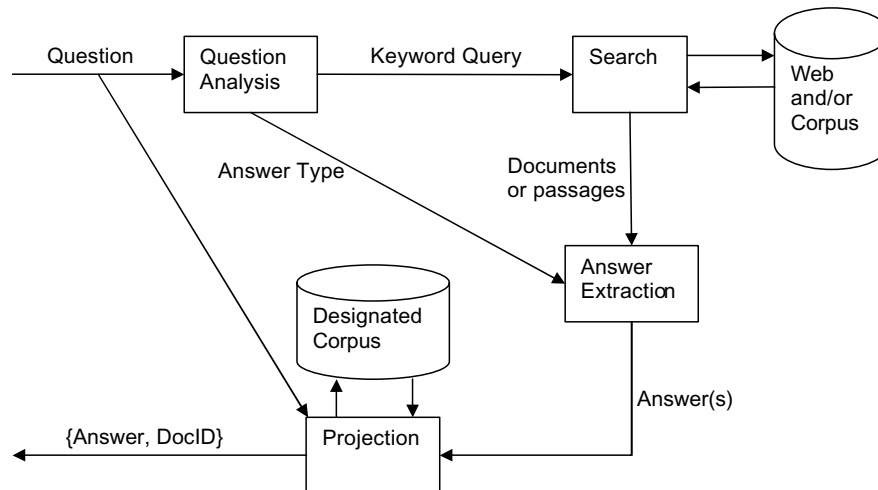 Question
Question
Analysis
Keyword Query
Search
Web
and/or
Corpus
Answer Type
Documents
or passages
Answer
Extraction
Designated
Corpus
Answer(s)
{Answer, DocID}
Projection